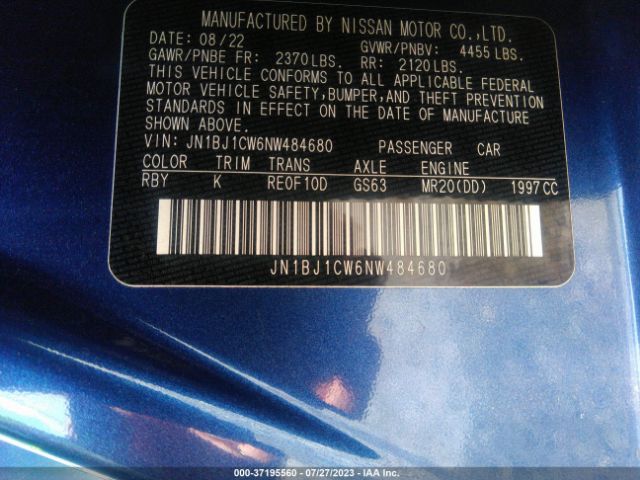 MANUFACTURED BY NISSAN MOTOR CO.,LTD.
DATE: 08/22 GVWR/PNBV: 4455 LBS.
GAWR/PNBE FR: 2370LBS. RR: 2120LBS.
THIS VEHICLE CONFORMS TO ALL APPLICABLE FEDERAL
MOTOR VEHICLE SAFETY,BUMPER,AND THEFT PREVENTION
STANDARDS IN EFFECT ON THE DATE OF MANUFACTURE
SHOWN ABOVE.
VIN: JN1BJ1CW6NW484680 PASSENGER CAR
COLOR TRIM TRANS AXLE ENGINE
RBY K RE0F10D GS63 MR20(DD) 1997CC
JN1BJ1CW6NW484680
000-37195560 - 07/27/2023 - IAA Inc.